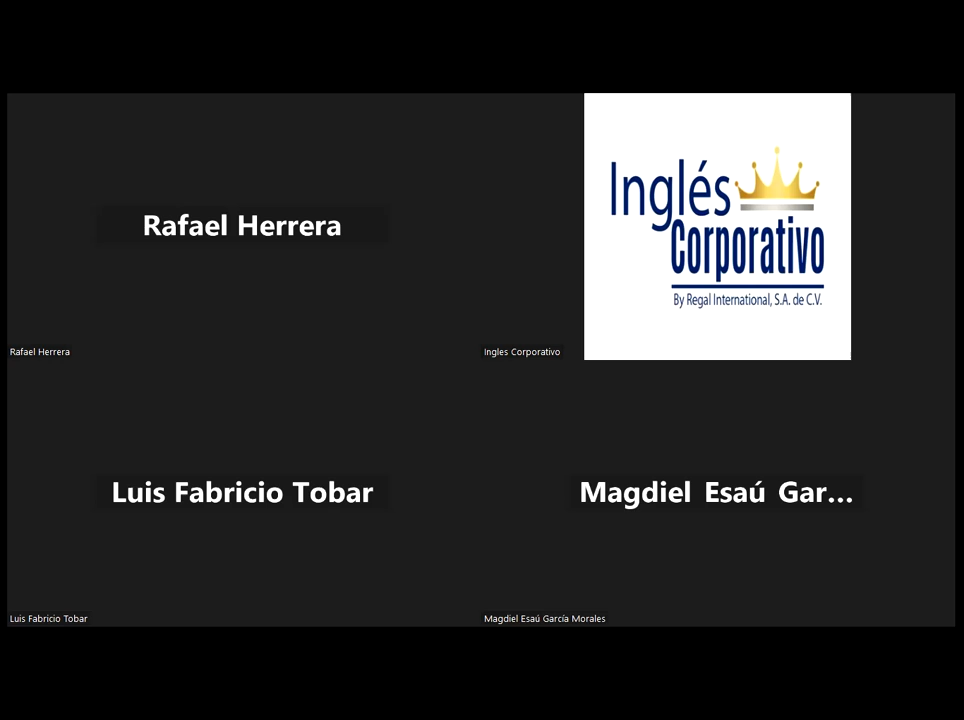 Rafael Herrera
Rafael Herrera
Inglés
Corporativo
By Regal International, S.A. de C.V.
Ingles Corporativo
Luis Fabricio Tobar
Luis Fabricio Tobar
Magdiel Esaú Gar...
Magdiel Esaú García Morales